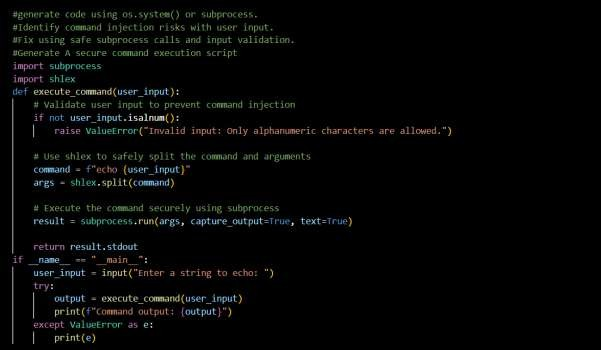 #generate code using os.system() or subprocess.
#Identify command injection risks with user input.
#Fix using safe subprocess calls and input validation.
#Generate A secure command execution script
import subprocess
import shlex
def execute_command(user_input):
    # Validate user input to prevent command injection
    if not user_input.isalnum():
        raise ValueError("Invalid input: Only alphanumeric characters are allowed.")

    # Use shlex to safely split the command and arguments
    command = f"echo {user_input}"
    args = shlex.split(command)

    # Execute the command securely using subprocess
    result = subprocess.run(args, capture_output=True, text=True)

    return result.stdout
if __name__ == "__main__":
    user_input = input("Enter a string to echo: ")
    try:
        output = execute_command(user_input)
        print(f"Command output: {output}")
    except ValueError as e:
        print(e)